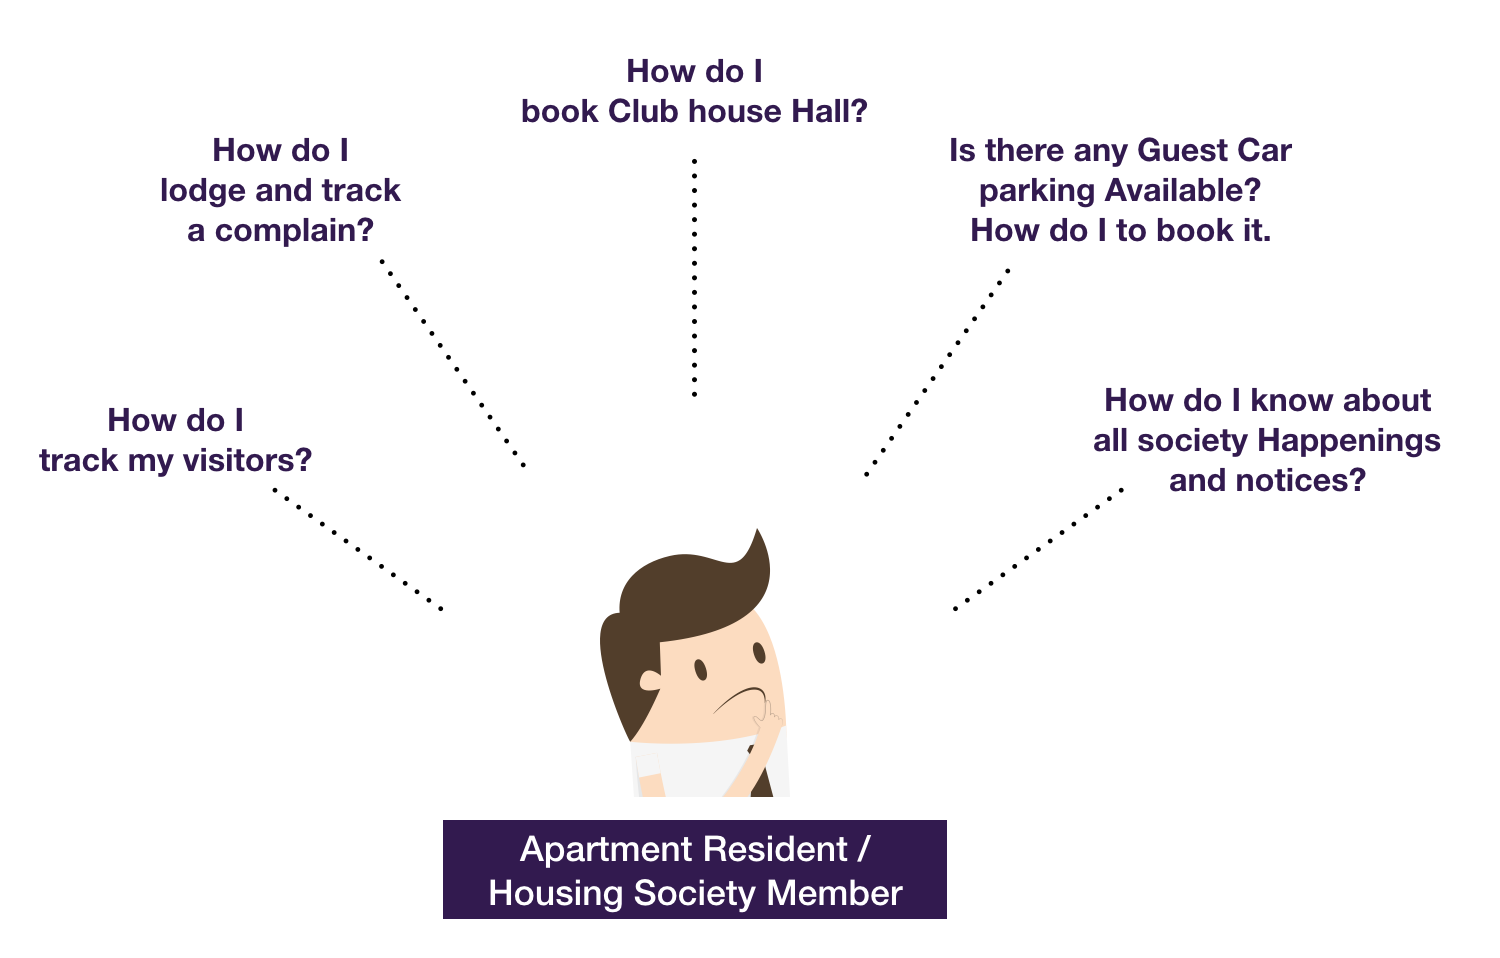 How do I
book Club house Hall?
How do I
lodge and track
a complain?
Is there any Guest Car
parking Available?
How do I to book it.
How do I
track my visitors?
How do I know about
all society Happenings
and notices?
Apartment Resident /
Housing Society Member